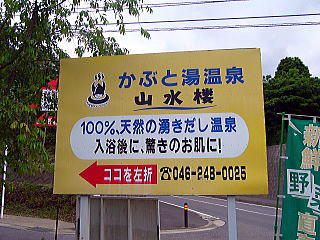 かぶと湯温泉
山水楼
100%、天然の湧きだし温泉
入浴後に、驚きのお肌に!
ココを左折 ☎046-248-0025
新鮮
野